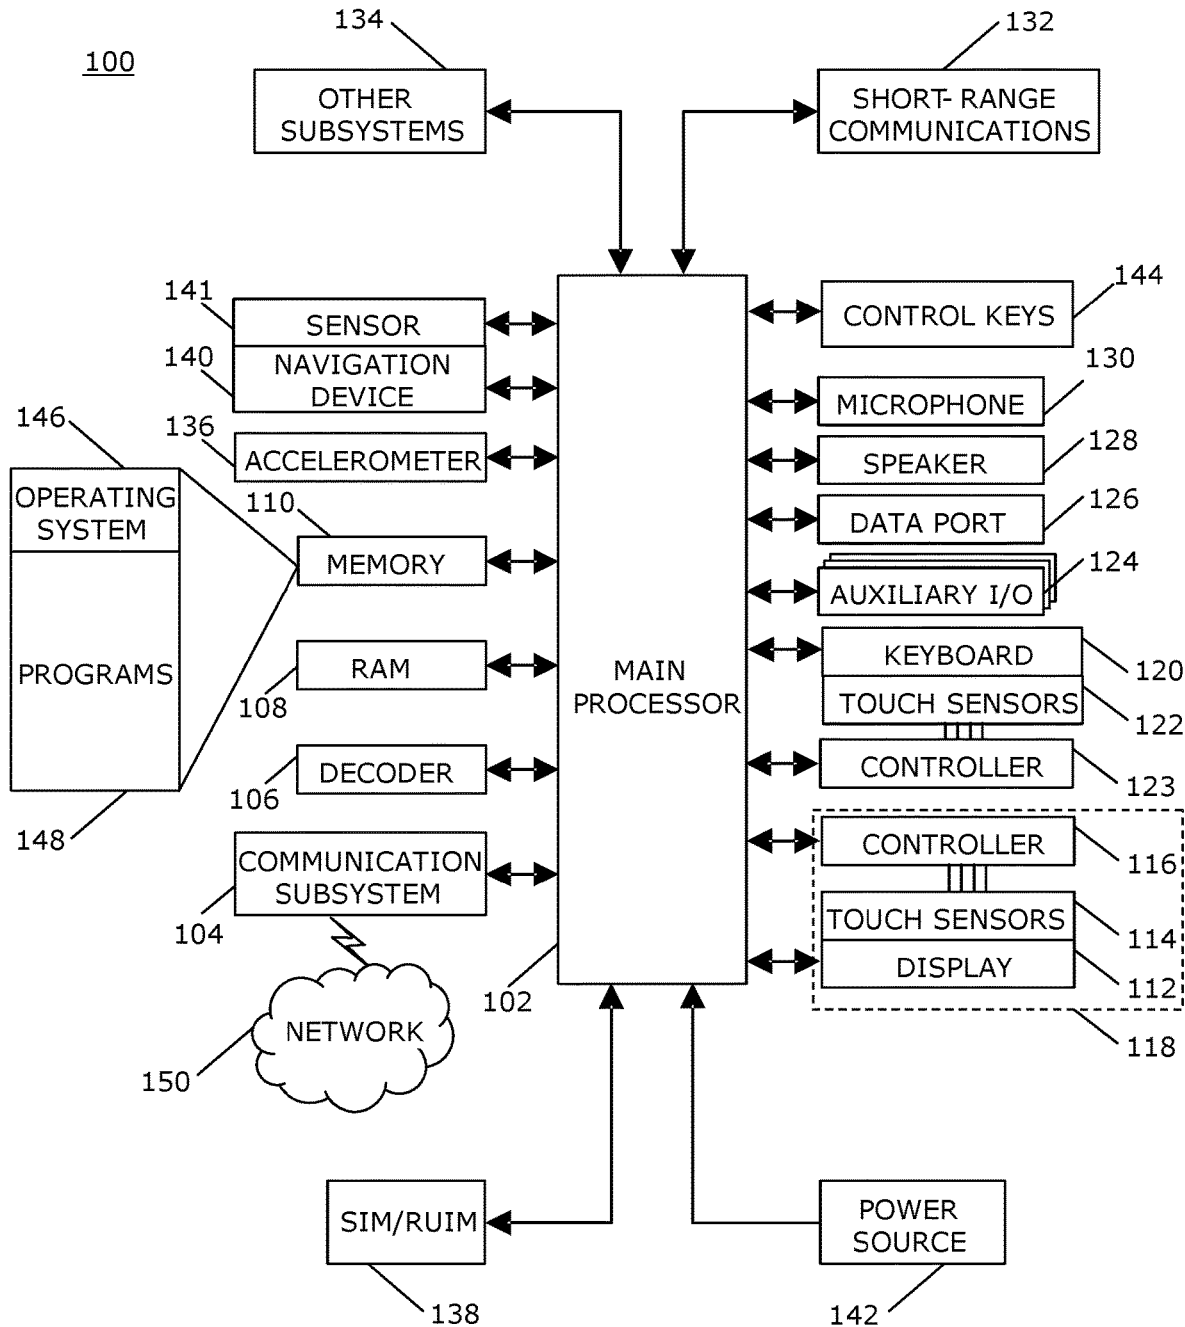 134
132
100
OTHER
SUBSYSTEMS
SHORT-RANGE
COMMUNICATIONS
141
SENSOR
140
NAVIGATION
DEVICE
136
ACCELEROMETER
146
OPERATING
SYSTEM
PROGRAMS
148
110
MEMORY
RAM
108
DECODER
106
COMMUNICATION
SUBSYSTEM
104
NETWORK
150
MAIN
PROCESSOR
102
144
CONTROL KEYS
130
MICROPHONE
128
SPEAKER
126
DATA PORT
124
AUXILIARY I/O
KEYBOARD
120
TOUCH SENSORS
122
CONTROLLER
123
CONTROLLER
116
TOUCH SENSORS
114
DISPLAY
112
118
SIM/RUIM
138
POWER
SOURCE
142